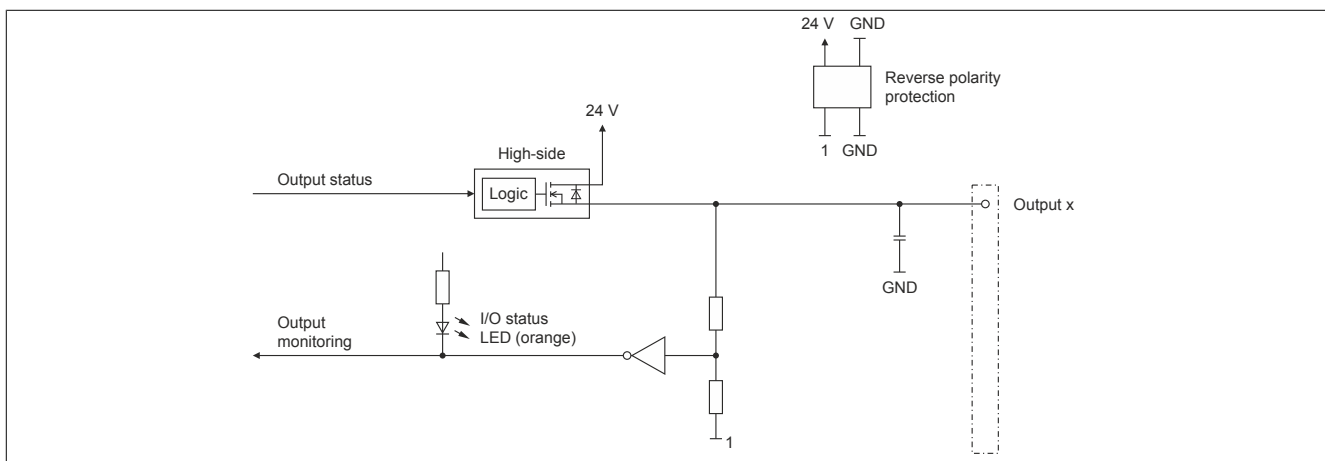 24 V GND
Reverse polarity
protection
1 GND
24 V
High-side
Output status
Logic
Output x
GND
I/O status
LED (orange)
Output
monitoring
1